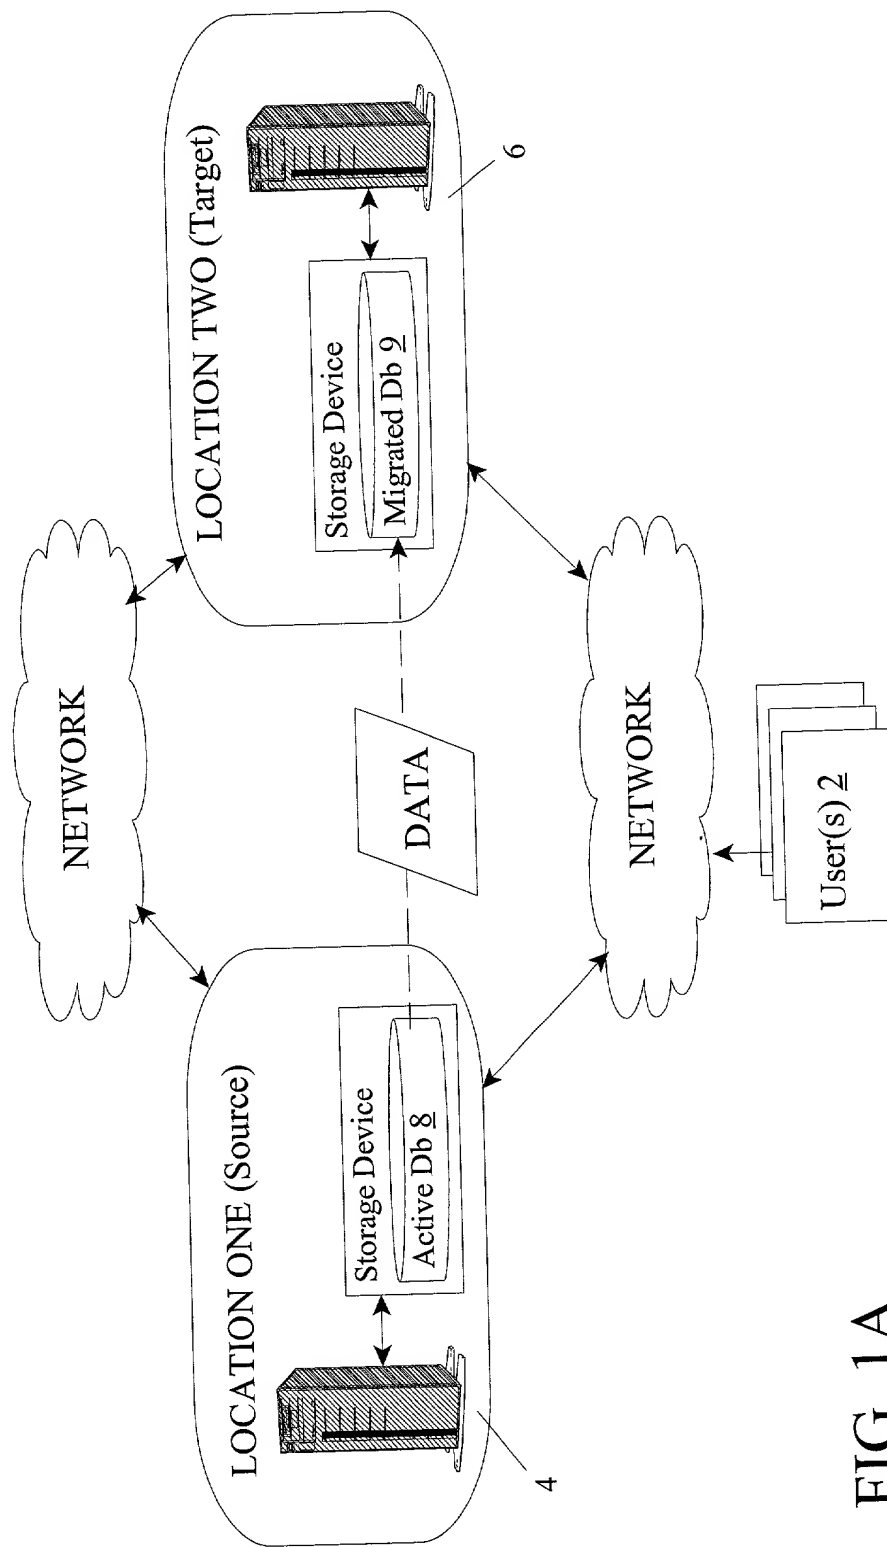 NETWORK
LOCATION ONE (Source)
LOCATION TWO (Target)
Storage Device
Active Db 8
DATA
Storage Device
Migrated Db 9
4
6
NETWORK
User(s) 2
FIG. 1A